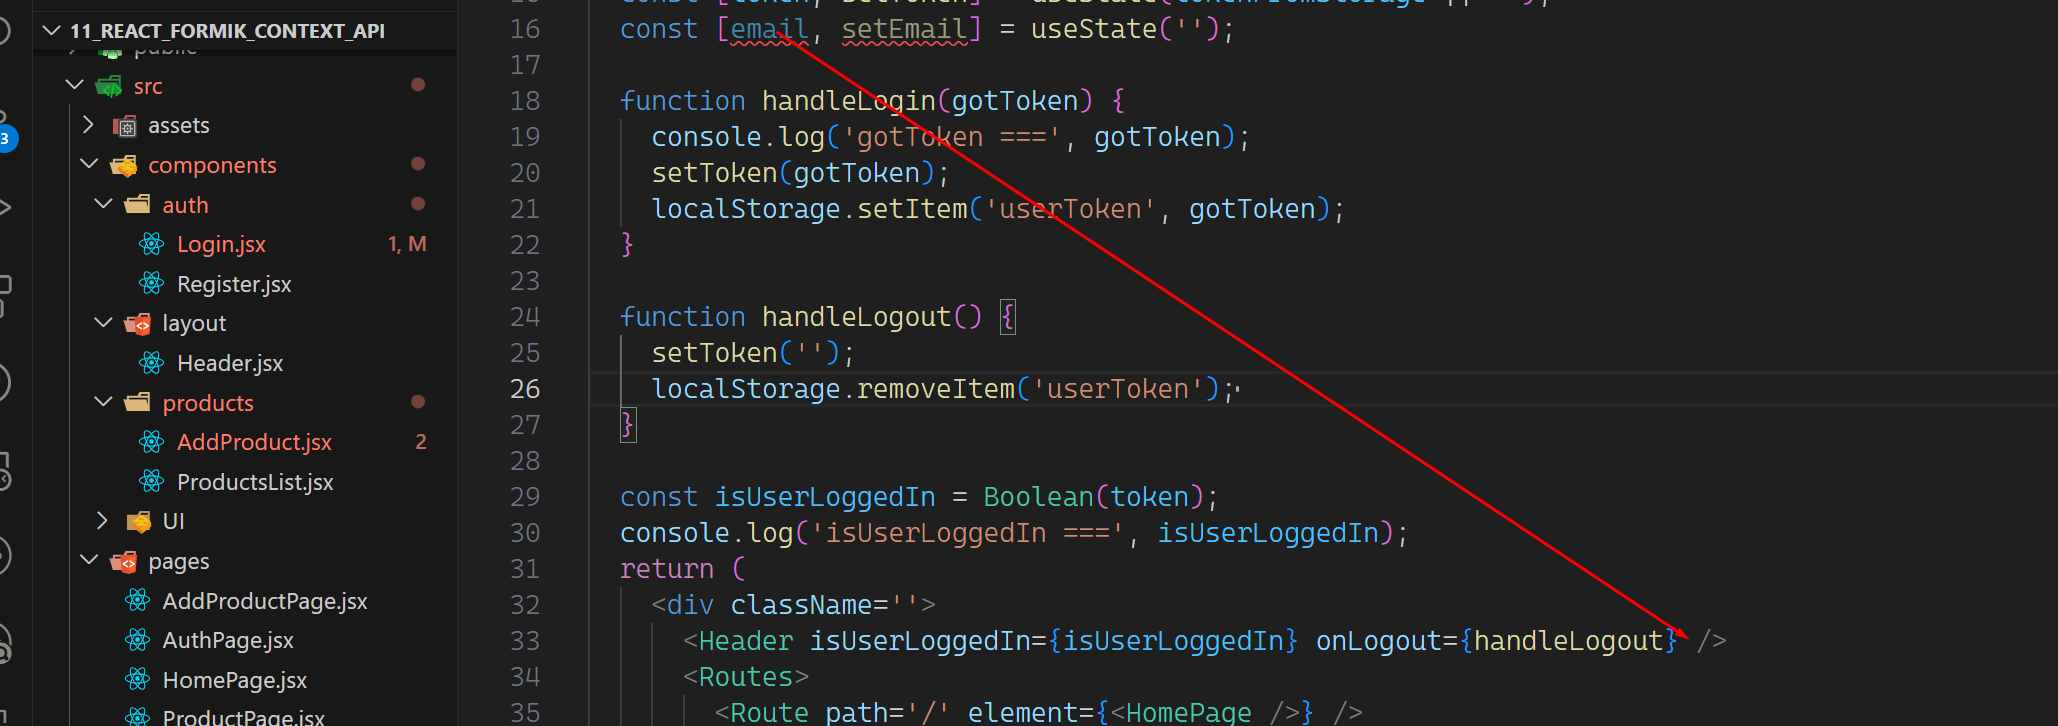 11_REACT_FORMIK_CONTEXT_API
public
src
assets
components
auth
Login.jsx 1, M
Register.jsx
layout
Header.jsx
products
AddProduct.jsx 2
ProductsList.jsx
UI
pages
AddProductPage.jsx
AuthPage.jsx
HomePage.jsx
ProductPage.jsx
3
16 const [email, setEmail] = useState('');
17
18 function handleLogin(gotToken) {
19 console.log('gotToken ===', gotToken);
20 setToken(gotToken);
21 localStorage.setItem('userToken', gotToken);
22 }
23
24 function handleLogout() {
25 setToken('');
26 localStorage.removeItem('userToken');
27 }
28
29 const isUserLoggedIn = Boolean(token);
30 console.log('isUserLoggedIn ===', isUserLoggedIn);
31 return (
32 <div className=''>
33 <Header isUserLoggedIn={isUserLoggedIn} onLogout={handleLogout} />
34 <Routes>
35 <Route path='/' element={<HomePage />} />